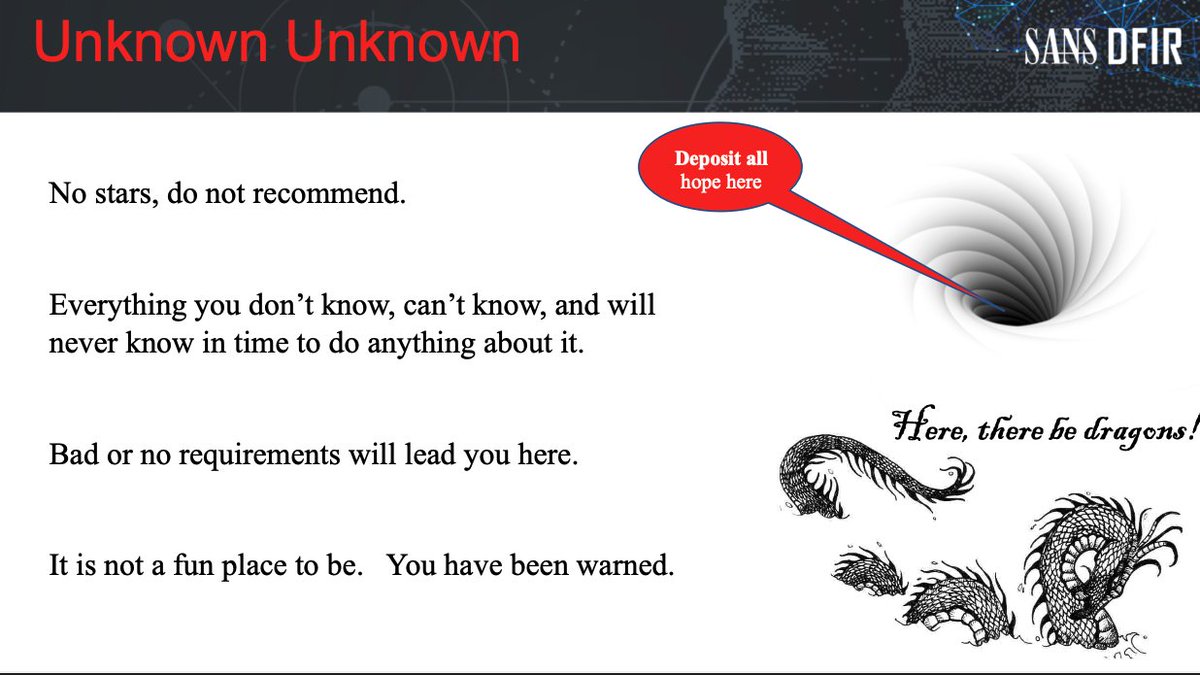 Unknown Unknown
SANS DFIR
Deposit all
hope here
No stars, do not recommend.
Everything you don’t know, can’t know, and will
never know in time to do anything about it.
Here, there be dragons!
Bad or no requirements will lead you here.
It is not a fun place to be.   You have been warned.